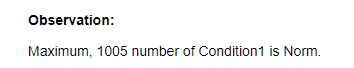 Observation:
Maximum, 1005 number of Condition1 is Norm.